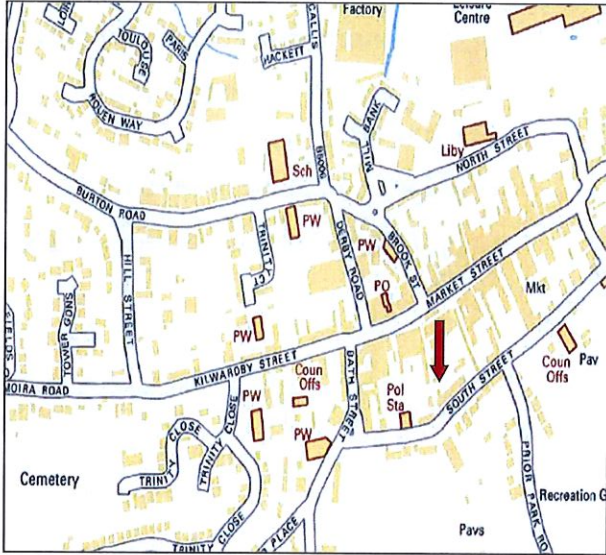 Factory
Leisure
Centre
CALLIS
BROOK
HACKETT
TOULOUSE
PARIS
ROUEN WAY
MILL
BANK
Liby
NORTH STREET
Sch
BURTON ROAD
PW
TRINITY CT
DERBY ROAD
PW
BROOK ST
HILL STREET
PO
MARKET STREET
Mkt
TOWER GDNS
PW
KILWARDBY STREET
MOIRA ROAD
BATH STREET
Coun
Offs
Pol
Sta
SOUTH STREET
Coun
Offs
Pav
PW
PW
TRINITY CLOSE
TRINITY CLOSE
TRINITY CLOSE
Cemetery
PLACE
PRIOR PARK RO
Recreation G
Pavs